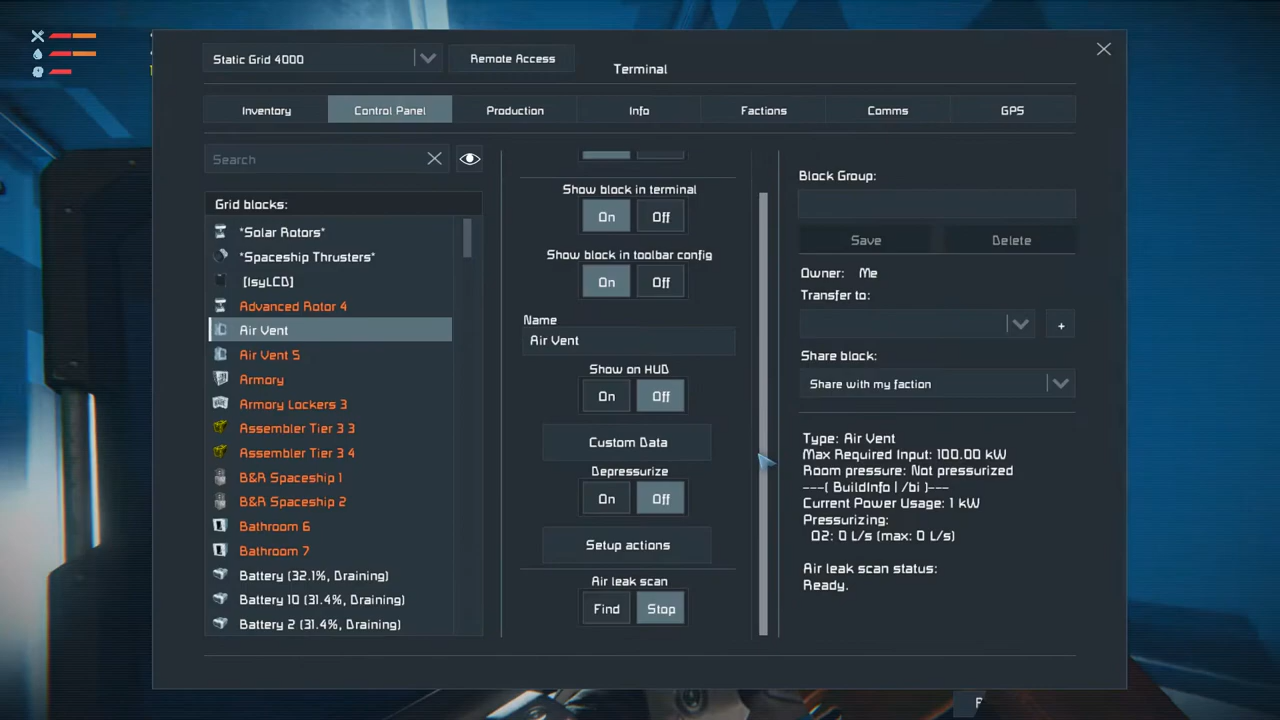 Static Grid 4000
Remote Access
Terminal
Inventory
Control Panel
Production
Info
Factions
Comms
GPS
Search
Grid blocks:
*Solar Rotors*
*Spaceship Thrusters*
[IsyLCD]
Advanced Rotor 4
Air Vent
Air Vent 5
Armory
Armory Lockers 3
Assembler Tier 3 3
Assembler Tier 3 4
B&R Spaceship 1
B&R Spaceship 2
Bathroom 6
Bathroom 7
Battery (32.1%, Draining)
Battery 10 (31.4%, Draining)
Battery 2 (31.4%, Draining)
Show block in terminal
On Off
Show block in toolbar config
On Off
Name
Air Vent
Show on HUD
On Off
Custom Data
Depressurize
On Off
Setup actions
Air leak scan
Find Stop
Block Group:
Save Delete
Owner: Me
Transfer to:
+
Share block:
Share with my faction
Type: Air Vent
Max Required Input: 100.00 kW
Room pressure: Not pressurized
---( BuildInfo | /bi )---
Current Power Usage: 1 kW
Pressurizing:
O2: 0 L/s (max: 0 L/s)
Air leak scan status:
Ready.